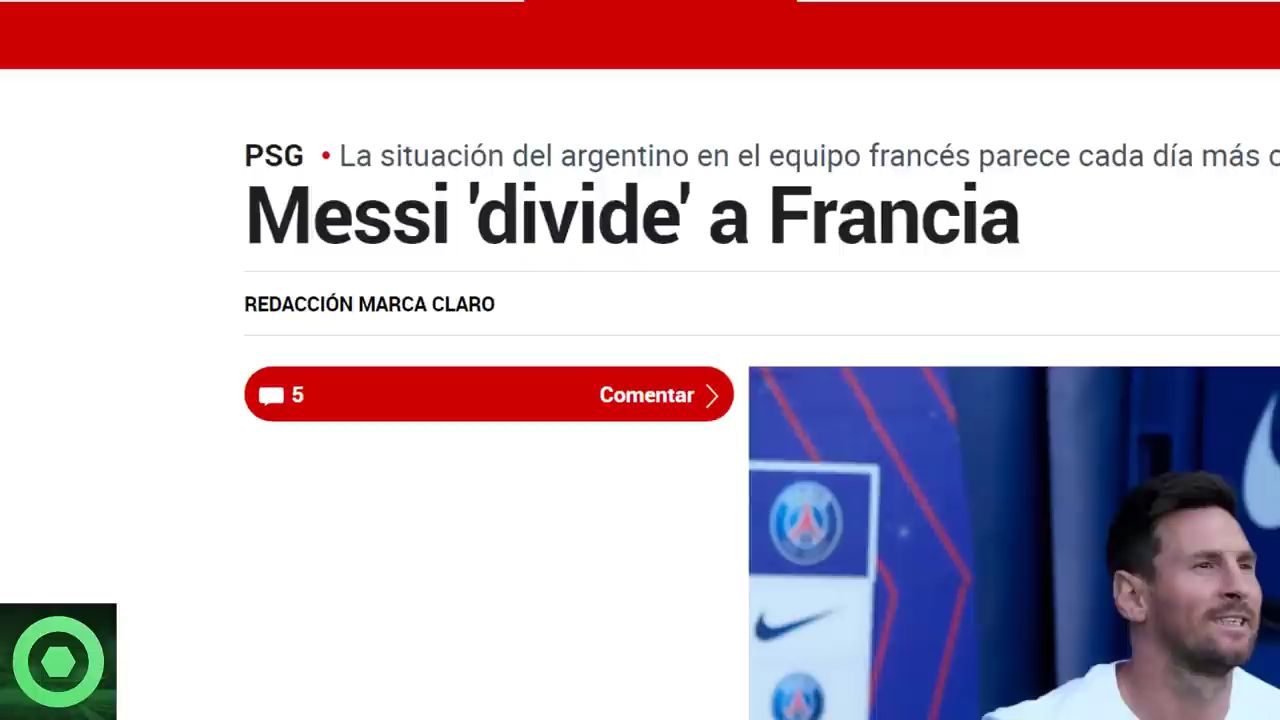 PSG • La situación del argentino en el equipo francés parece cada día más
Messi 'divide' a Francia
REDACCIÓN MARCA CLARO
5 Comentar